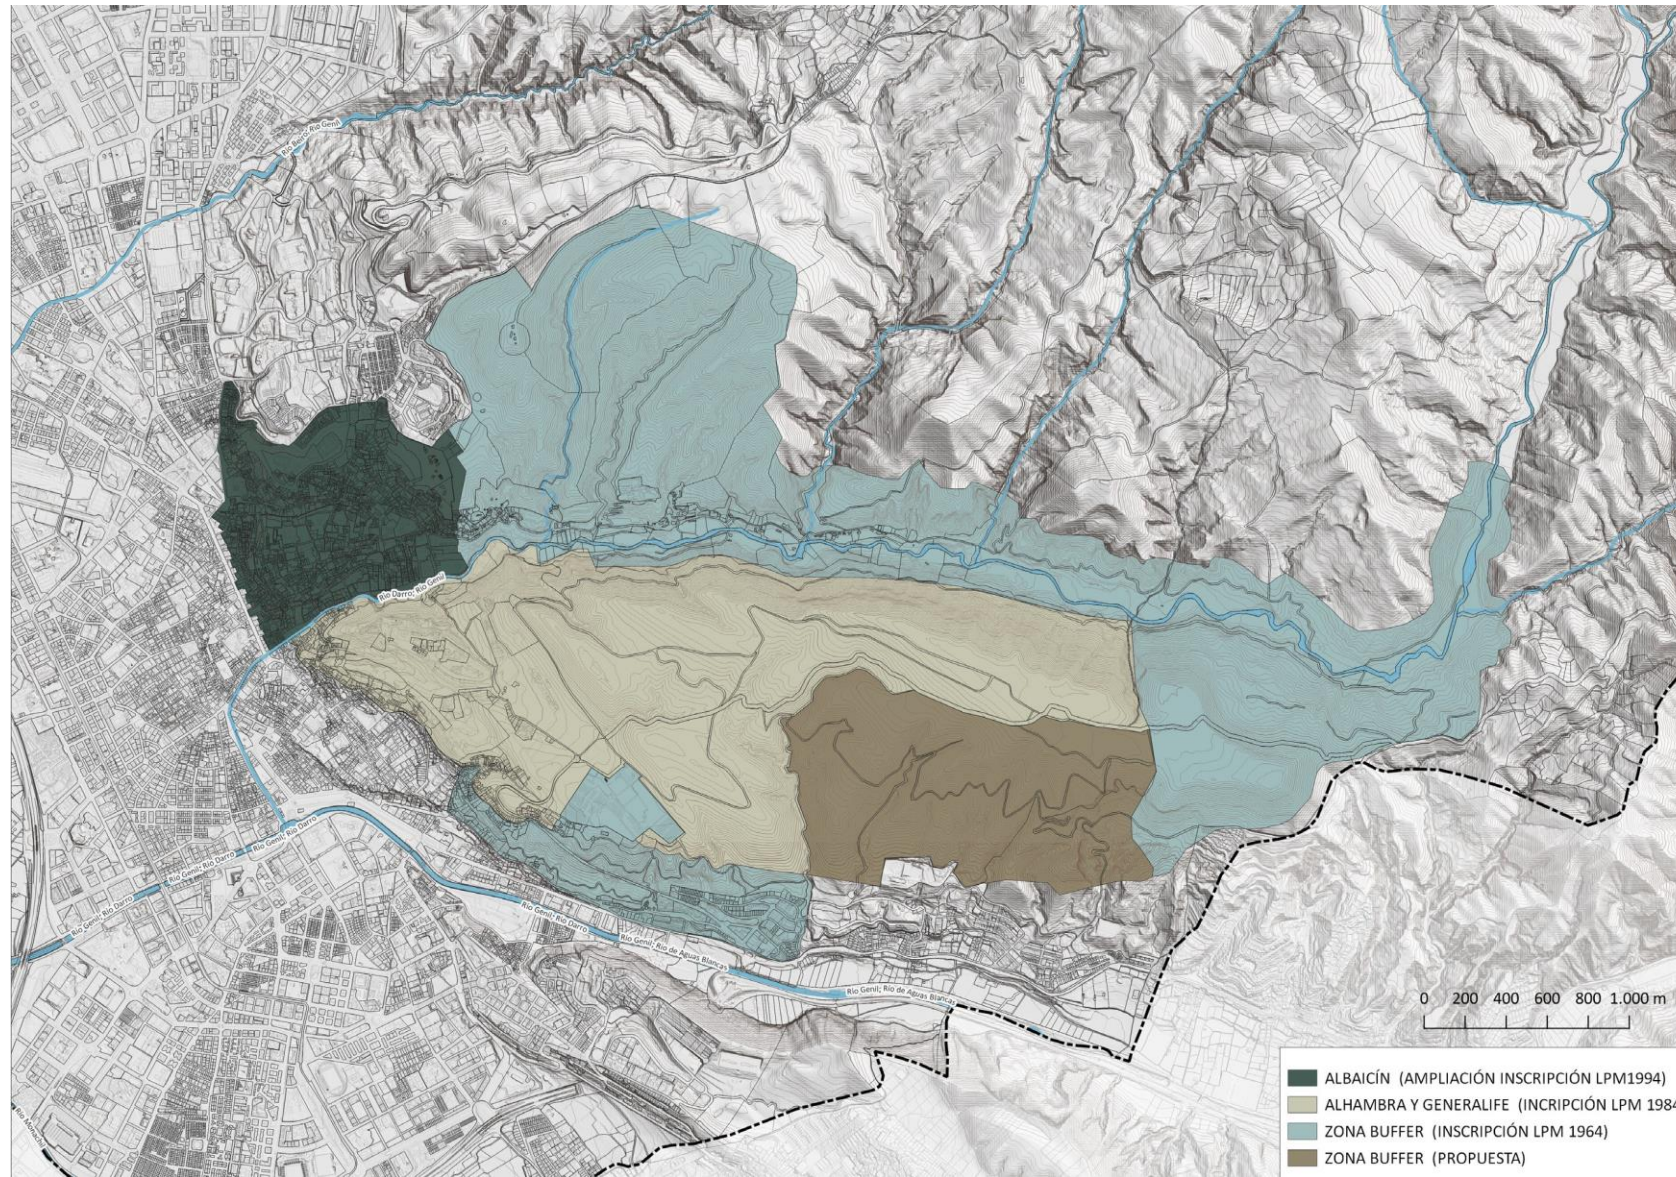 Río Beiro; Río Genil
Río Darro; Río Genil
Río Genil; Río Darro
Río Genil; Río Darro
Río Genil; Río Darro
Río Genil; Río Darro
Río Genil; Río de Aguas Blancas
Río Genil; Río de Aguas Blancas
Río Monachil
0 200 400 600 800 1.000 m
ALBAICÍN (AMPLIACIÓN INSCRIPCIÓN LPM1994)
ALHAMBRA Y GENERALIFE (INCRIPCIÓN LPM 1984
ZONA BUFFER (INSCRIPCIÓN LPM 1964)
ZONA BUFFER (PROPUESTA)